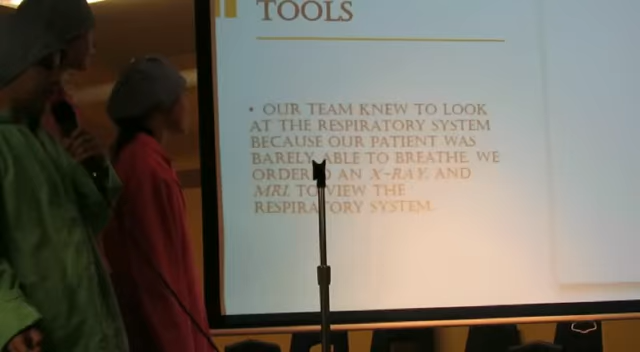 TOOLS
• OUR TEAM KNEW TO LOOK
AT THE RESPIRATORY SYSTEM
BECAUSE OUR PATIENT WAS
BARELY ABLE TO BREATHE. WE
ORDERED AN X-RAY, AND
MRI, TO VIEW THE
RESPIRATORY SYSTEM.